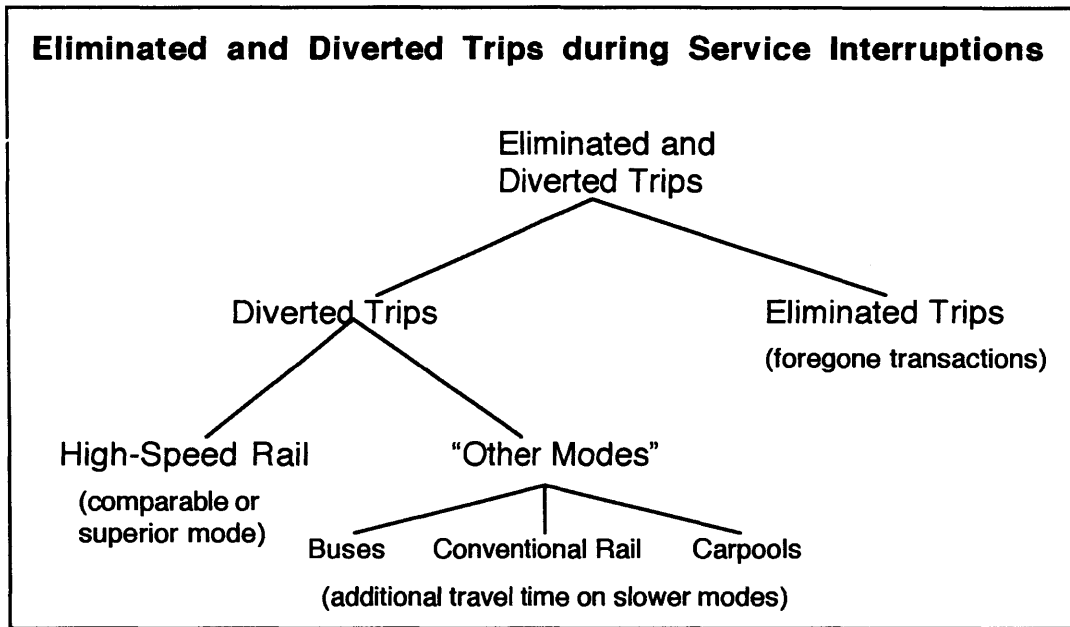 Eliminated and Diverted Trips during Service Interruptions
Eliminated and
Diverted Trips
Diverted Trips
Eliminated Trips
(foregone transactions)
High-Speed Rail
(comparable or
superior mode)
“Other Modes”
Buses
Conventional Rail
Carpools
(additional travel time on slower modes)